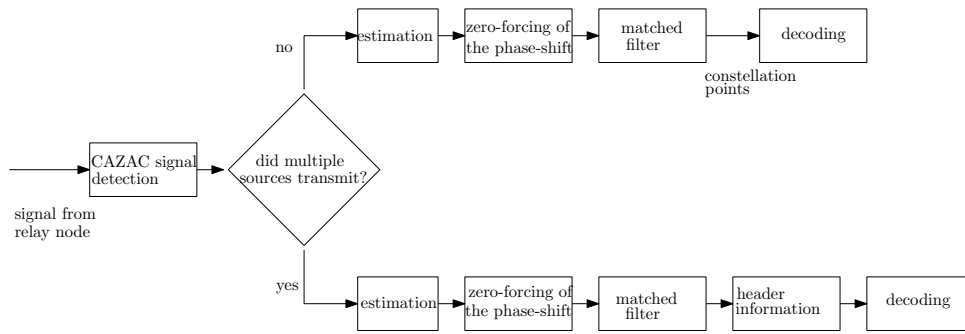 no
estimation
zero-forcing of
the phase-shift
matched
filter
constellation
points
decoding
signal from
relay node
CAZAC signal
detection
did multiple
sources transmit?
yes
estimation
zero-forcing of
the phase-shift
matched
filter
header
information
decoding